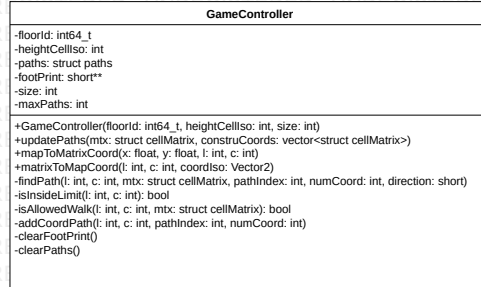 GameController
-floorId: int64_t
-heightCellIso: int
-paths: struct paths
-footPrint: short**
-size: int
-maxPaths: int
+GameController(floorId: int64_t, heightCellIso: int, size: int)
+updatePaths(mtx: struct cellMatrix, construCoords: vector<struct cellMatrix>)
+mapToMatrixCoord(x: float, y: float, l: int, c: int)
+matrixToMapCoord(l: int, c: int, coordIso: Vector2)
-findPath(l: int, c: int, mtx: struct cellMatrix, pathIndex: int, numCoord: int, direction: short)
-isInsideLimit(l: int, c: int): bool
-isAllowedWalk(l: int, c: int, mtx: struct cellMatrix): bool
-addCoordPath(l: int, c: int, pathIndex: int, numCoord: int)
-clearFootPrint()
-clearPaths()